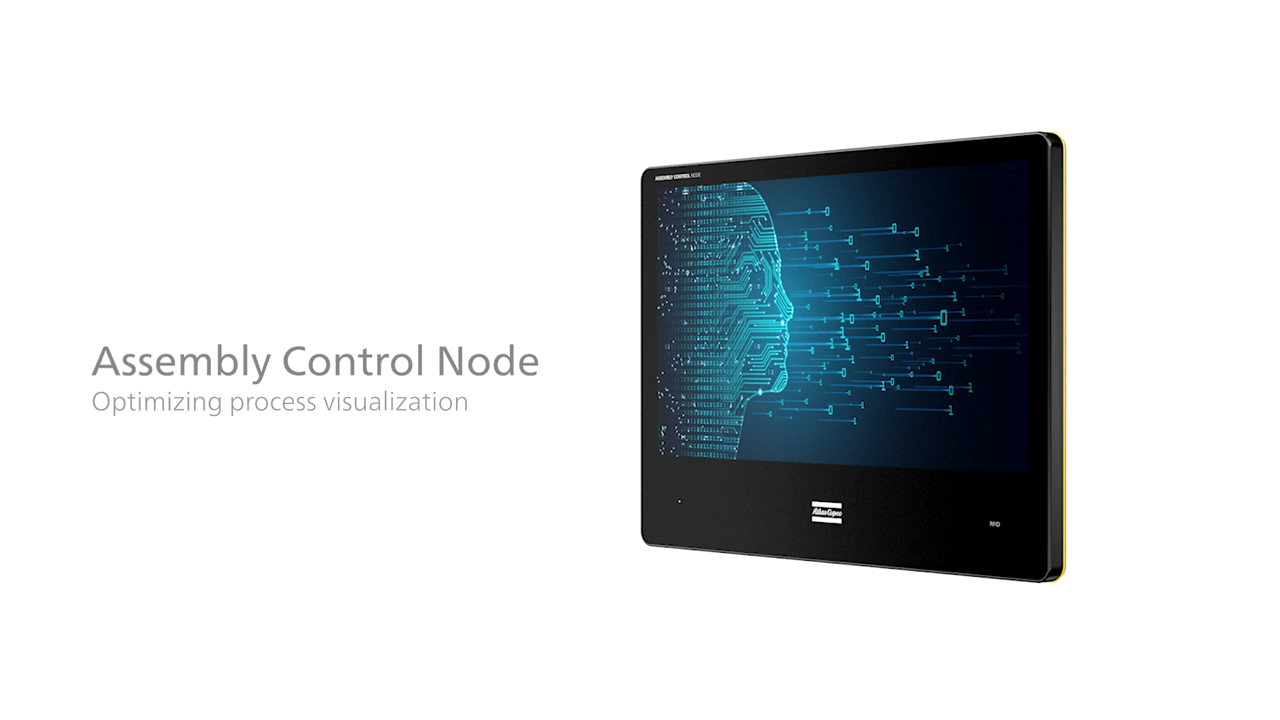 Assembly Control Node
Optimizing process visualization
ASSEMBLY CONTROL NODE
Atlas Copco
RFID